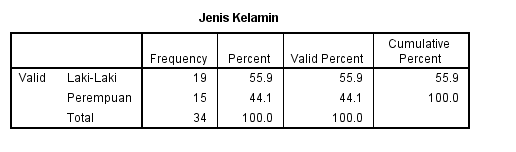 Jenis Kelamin
Frequency Percent Valid Percent Cumulative Percent
Valid Laki-Laki 19 55.9 55.9 55.9
Perempuan 15 44.1 44.1 100.0
Total 34 100.0 100.0